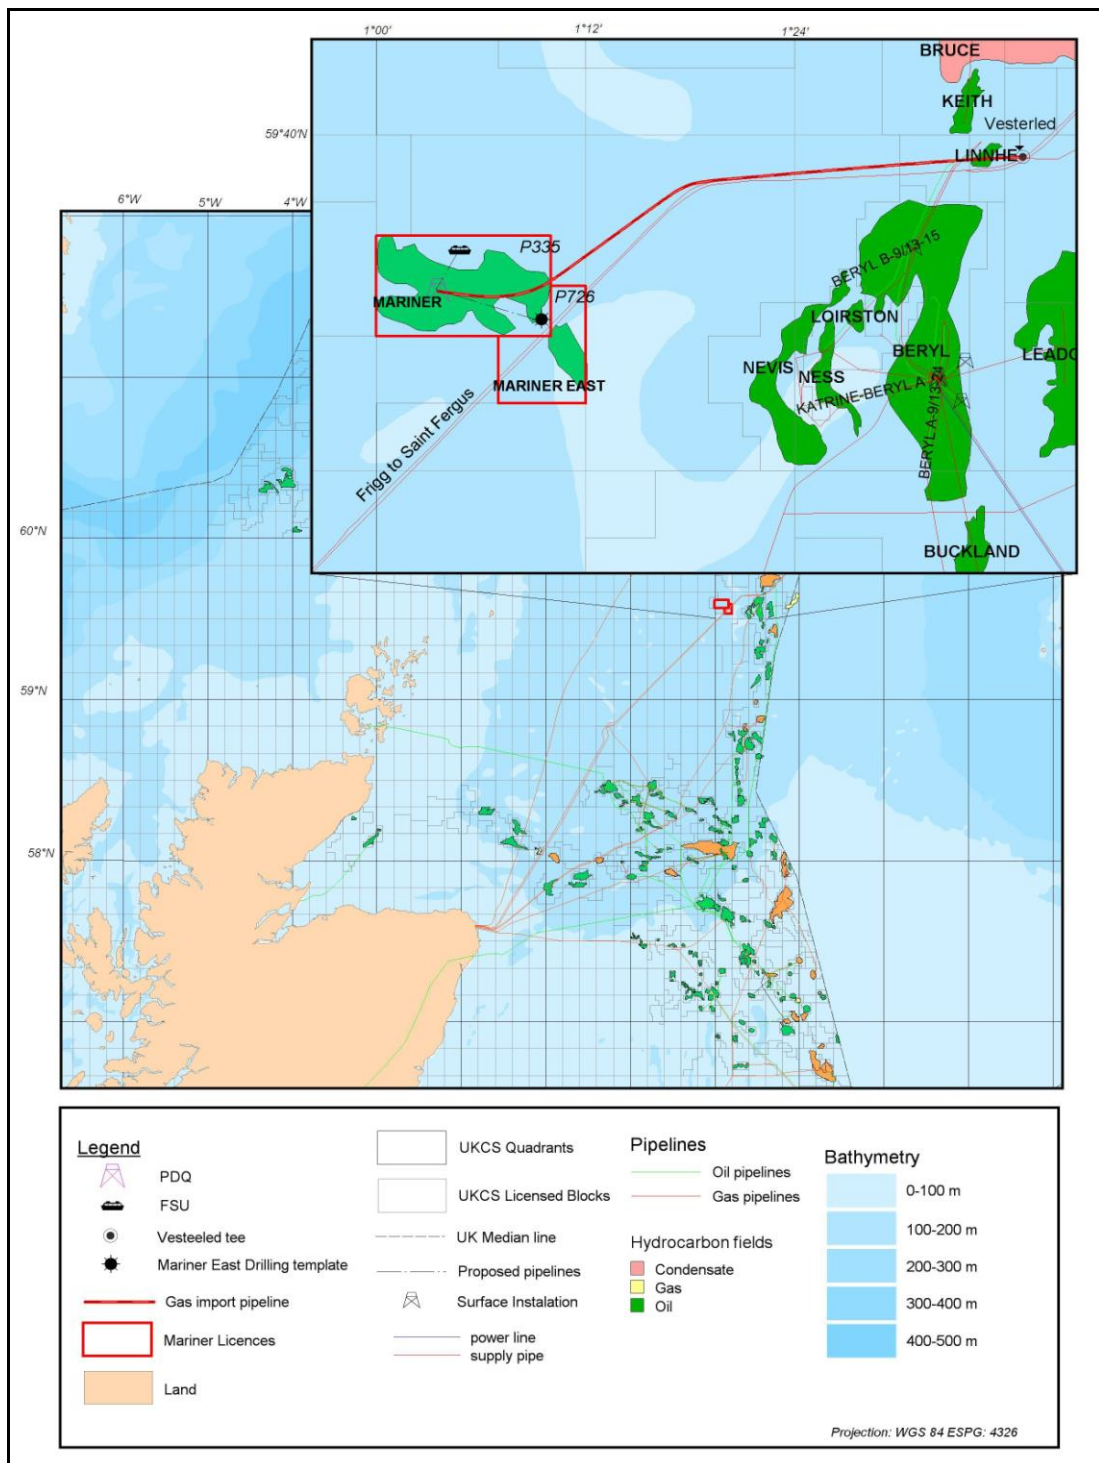 1°00'
1°12'
1°24'
BRUCE
KEITH
59°40'N
Vesterled
LINNHE
6°W
5°W
4°W
P335
BERYL B-9/13-15
MARINER
P726
LOIRSTON
BERYL
LEADO
NEVIS
NESS
MARINER EAST
KATRINE-BERYL A-
BERYL A-9/13-24
Frigg to Saint Fergus
60°N
BUCKLAND
59°N
58°N
Legend
PDQ
FSU
Vesteeled tee
Mariner East Drilling template
Gas import pipeline
Mariner Licences
Land
UKCS Quadrants
UKCS Licensed Blocks
UK Median line
Proposed pipelines
Surface Instalation
power line
supply pipe
Pipelines
Oil pipelines
Gas pipelines
Hydrocarbon fields
Condensate
Gas
Oil
Bathymetry
0-100 m
100-200 m
200-300 m
300-400 m
400-500 m
Projection: WGS 84 ESPG: 4326